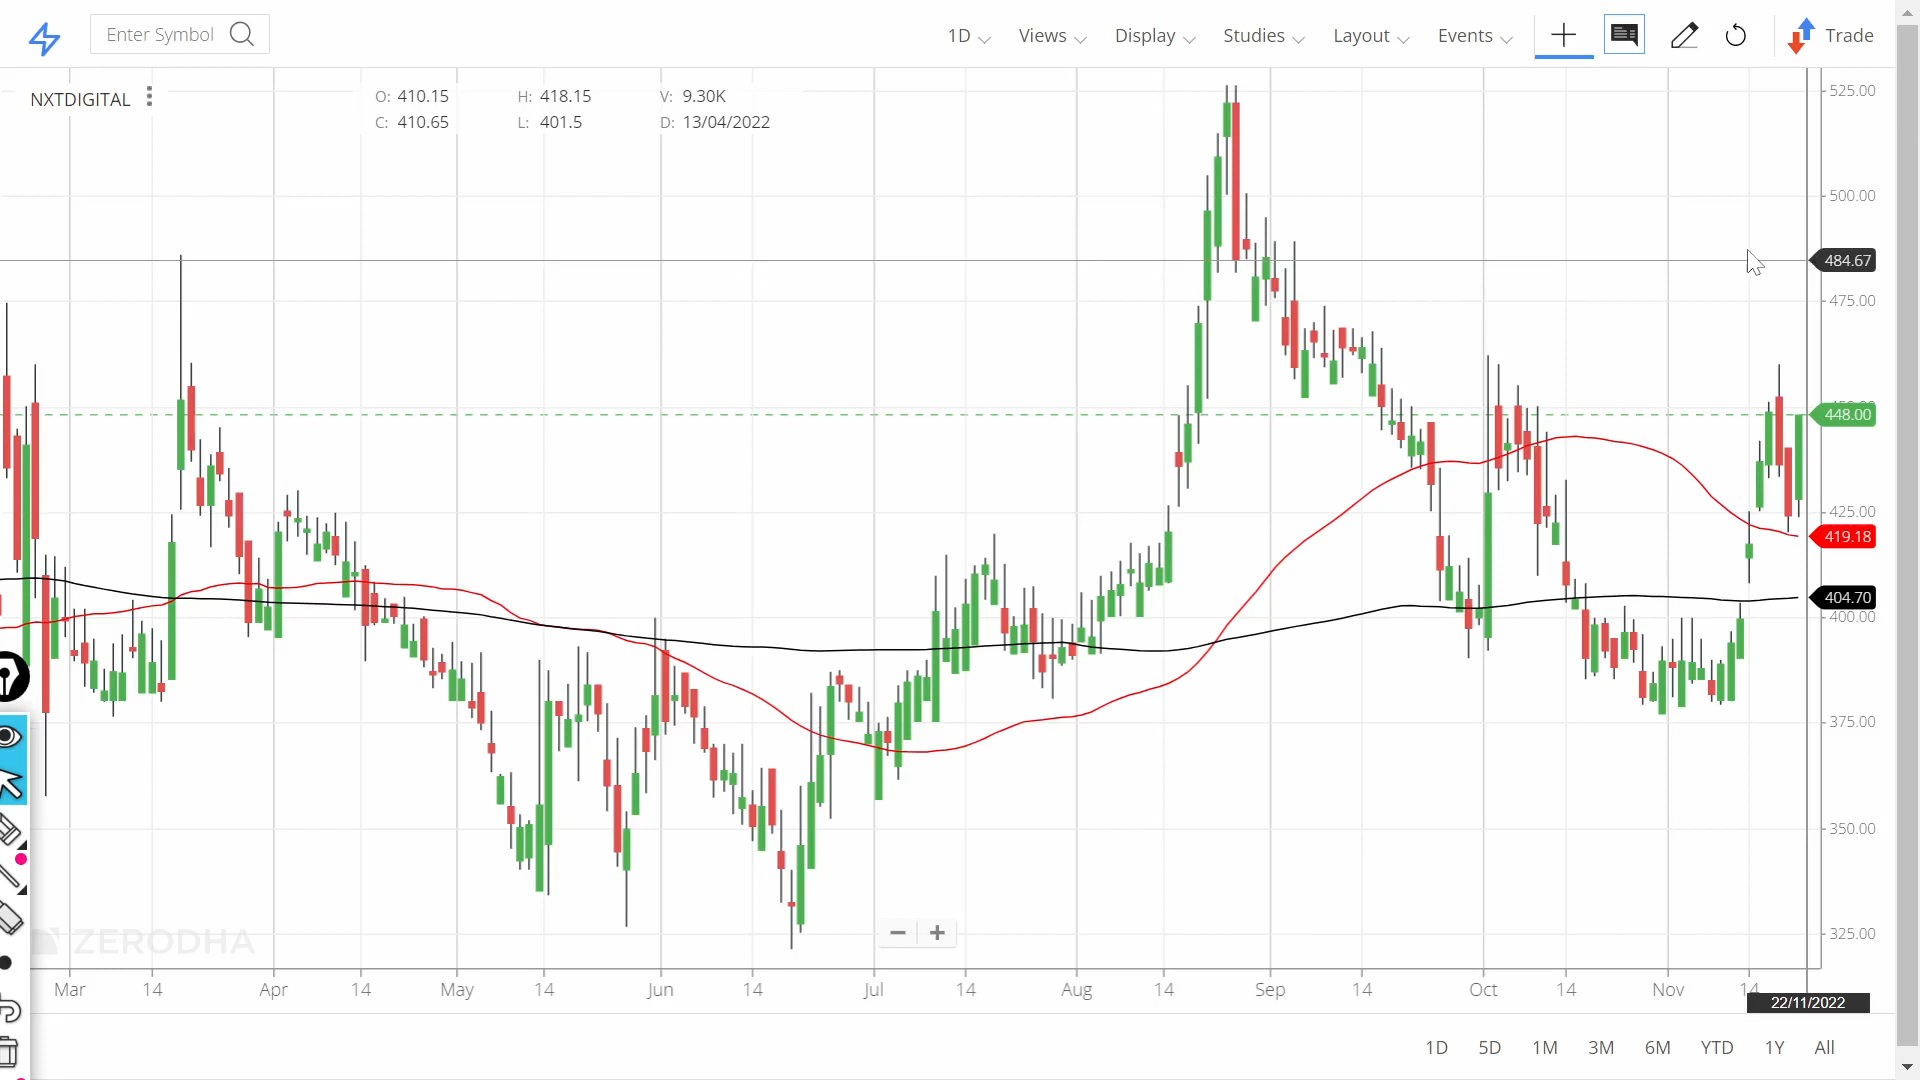 Enter Symbol
1D Views Display Studies Layout Events Trade
NXTDIGITAL
O: 410.15 H: 418.15 V: 9.30K
C: 410.65 L: 401.5 D: 13/04/2022
525.00
500.00
484.67
475.00
448.00
425.00
419.18
404.70
400.00
375.00
350.00
325.00
ZERODHA
Mar 14 Apr 14 May 14 Jun 14 Jul 14 Aug 14 Sep 14 Oct 14 Nov 14
22/11/2022
1D 5D 1M 3M 6M YTD 1Y All